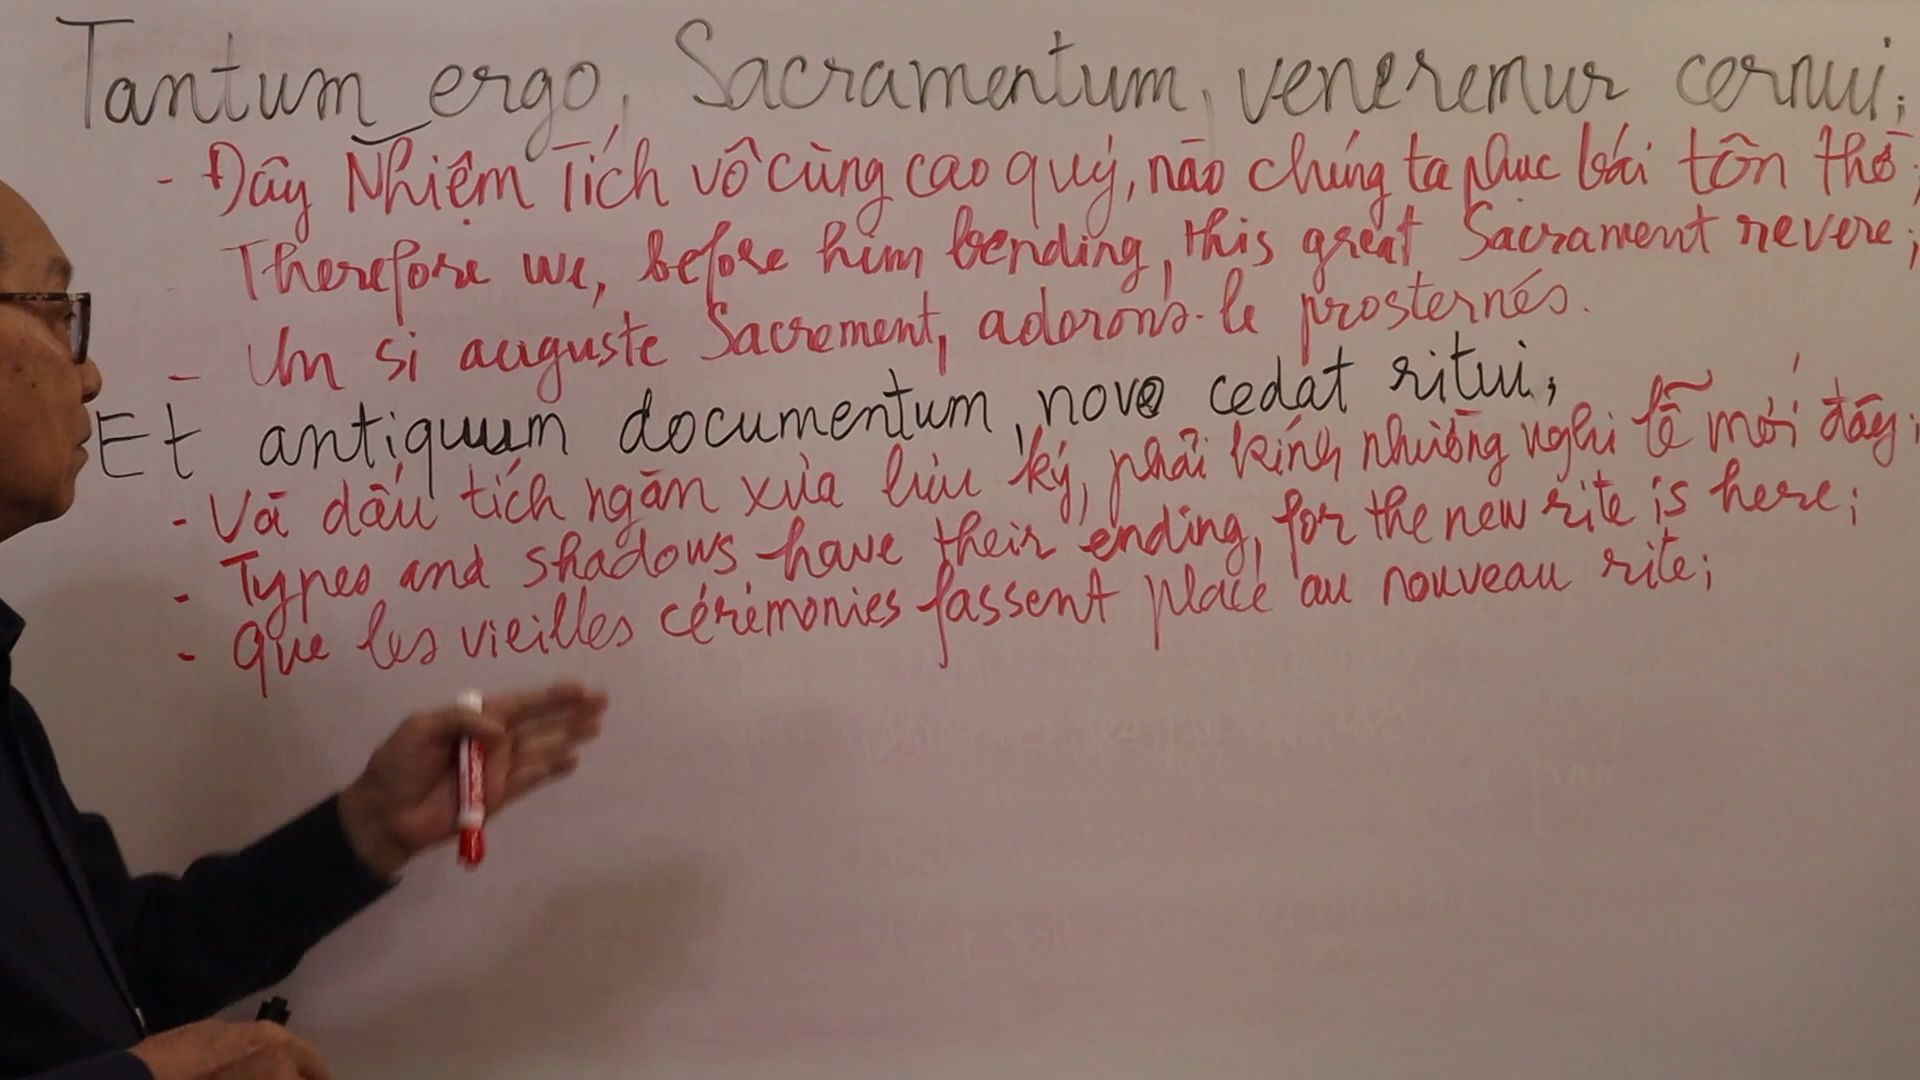 Tantum ergo, Sacramentum, veneremur cernui;
- Đây Nhiệm Tích vô cùng cao quý, nào chúng ta phục bái tôn thờ;
Therefore we, before him bending, this great Sacrament revere;
- Un si auguste Sacrement, adorons-le prosternés.
Et antiquum documentum, novo cedat ritui;
- Và dấu tích ngàn xưa lưu ký, phải kính nhường nghi lễ mới đây;
- Types and shadows have their ending, for the new rite is here;
- Que les vieilles cérémonies fassent place au nouveau rite;